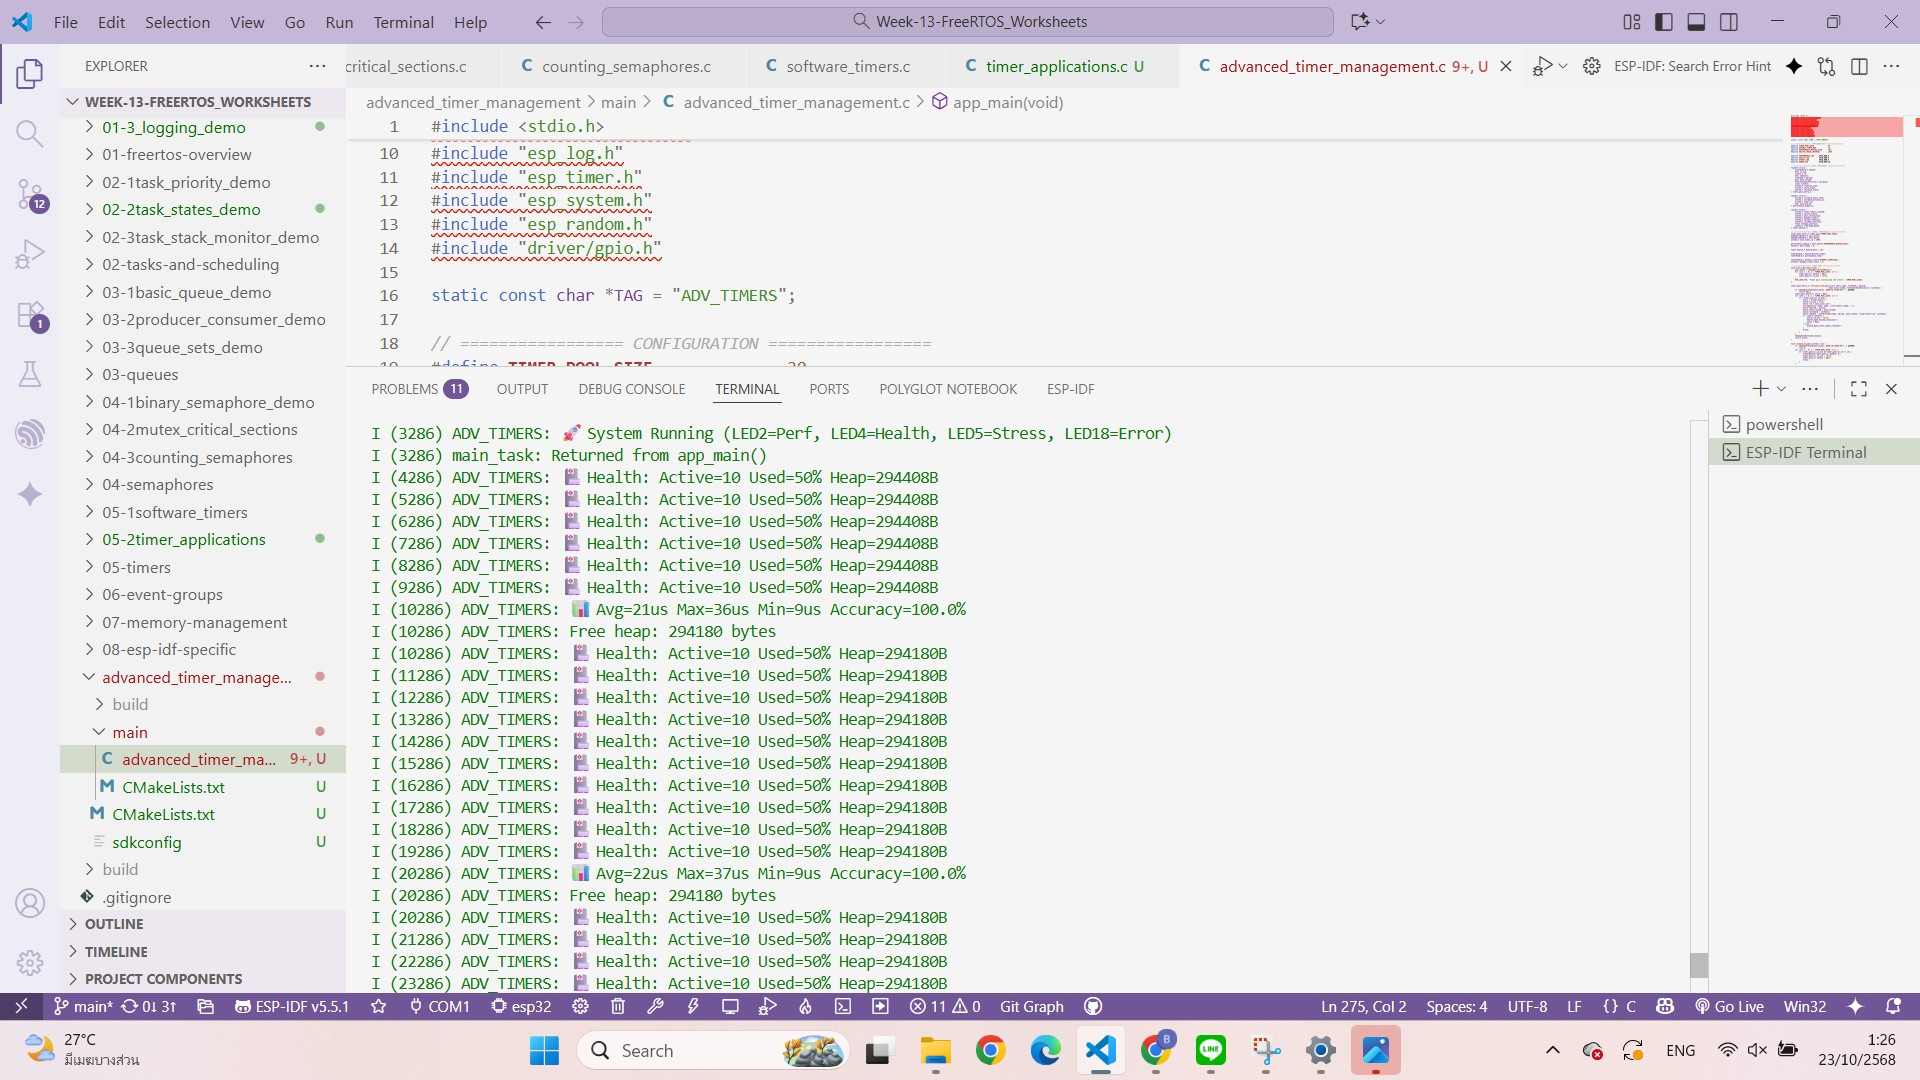 File Edit Selection View Go Run Terminal Help
Week-13-FreeRTOS_Worksheets
EXPLORER
critical_sections.c
counting_semaphores.c
software_timers.c
timer_applications.c U
advanced_timer_management.c 9+, U
ESP-IDF: Search Error Hint
WEEK-13-FREERTOS_WORKSHEETS
01-3_logging_demo
01-freertos-overview
02-1task_priority_demo
02-2task_states_demo
02-3task_stack_monitor_demo
02-tasks-and-scheduling
03-1basic_queue_demo
03-2producer_consumer_demo
03-3queue_sets_demo
03-queues
04-1binary_semaphore_demo
04-2mutex_critical_sections
04-3counting_semaphores
04-semaphores
05-1software_timers
05-2timer_applications
05-timers
06-event-groups
07-memory-management
08-esp-idf-specific
advanced_timer_manage...
build
main
advanced_timer_ma... 9+, U
CMakeLists.txt U
CMakeLists.txt U
sdkconfig U
build
.gitignore
OUTLINE
TIMELINE
PROJECT COMPONENTS
12
1
advanced_timer_management > main > C advanced_timer_management.c > app_main(void)
1 #include <stdio.h>
10 #include "esp_log.h"
11 #include "esp_timer.h"
12 #include "esp_system.h"
13 #include "esp_random.h"
14 #include "driver/gpio.h"
15
16 static const char *TAG = "ADV_TIMERS";
17
18 // ================= CONFIGURATION =================
19 #define TIMER_POOL_SIZE 20
PROBLEMS 11 OUTPUT DEBUG CONSOLE TERMINAL PORTS POLYGLOT NOTEBOOK ESP-IDF
powershell
ESP-IDF Terminal
I (3286) ADV_TIMERS: 🚀 System Running (LED2=Perf, LED4=Health, LED5=Stress, LED18=Error)
I (3286) main_task: Returned from app_main()
I (4286) ADV_TIMERS: 🏥 Health: Active=10 Used=50% Heap=294408B
I (5286) ADV_TIMERS: 🏥 Health: Active=10 Used=50% Heap=294408B
I (6286) ADV_TIMERS: 🏥 Health: Active=10 Used=50% Heap=294408B
I (7286) ADV_TIMERS: 🏥 Health: Active=10 Used=50% Heap=294408B
I (8286) ADV_TIMERS: 🏥 Health: Active=10 Used=50% Heap=294408B
I (9286) ADV_TIMERS: 🏥 Health: Active=10 Used=50% Heap=294408B
I (10286) ADV_TIMERS: 📊 Avg=21us Max=36us Min=9us Accuracy=100.0%
I (10286) ADV_TIMERS: Free heap: 294180 bytes
I (10286) ADV_TIMERS: 🏥 Health: Active=10 Used=50% Heap=294180B
I (11286) ADV_TIMERS: 🏥 Health: Active=10 Used=50% Heap=294180B
I (12286) ADV_TIMERS: 🏥 Health: Active=10 Used=50% Heap=294180B
I (13286) ADV_TIMERS: 🏥 Health: Active=10 Used=50% Heap=294180B
I (14286) ADV_TIMERS: 🏥 Health: Active=10 Used=50% Heap=294180B
I (15286) ADV_TIMERS: 🏥 Health: Active=10 Used=50% Heap=294180B
I (16286) ADV_TIMERS: 🏥 Health: Active=10 Used=50% Heap=294180B
I (17286) ADV_TIMERS: 🏥 Health: Active=10 Used=50% Heap=294180B
I (18286) ADV_TIMERS: 🏥 Health: Active=10 Used=50% Heap=294180B
I (19286) ADV_TIMERS: 🏥 Health: Active=10 Used=50% Heap=294180B
I (20286) ADV_TIMERS: 📊 Avg=22us Max=37us Min=9us Accuracy=100.0%
I (20286) ADV_TIMERS: Free heap: 294180 bytes
I (20286) ADV_TIMERS: 🏥 Health: Active=10 Used=50% Heap=294180B
I (21286) ADV_TIMERS: 🏥 Health: Active=10 Used=50% Heap=294180B
I (22286) ADV_TIMERS: 🏥 Health: Active=10 Used=50% Heap=294180B
I (23286) ADV_TIMERS: 🏥 Health: Active=10 Used=50% Heap=294180B
main* 0↓ 3↑ ESP-IDF v5.5.1 COM1 esp32 11 0 Git Graph Ln 275, Col 2 Spaces: 4 UTF-8 LF {} C Go Live Win32
27°C
มีเมฆบางส่วน
Search
B
LINE
ENG
1:26
23/10/2568